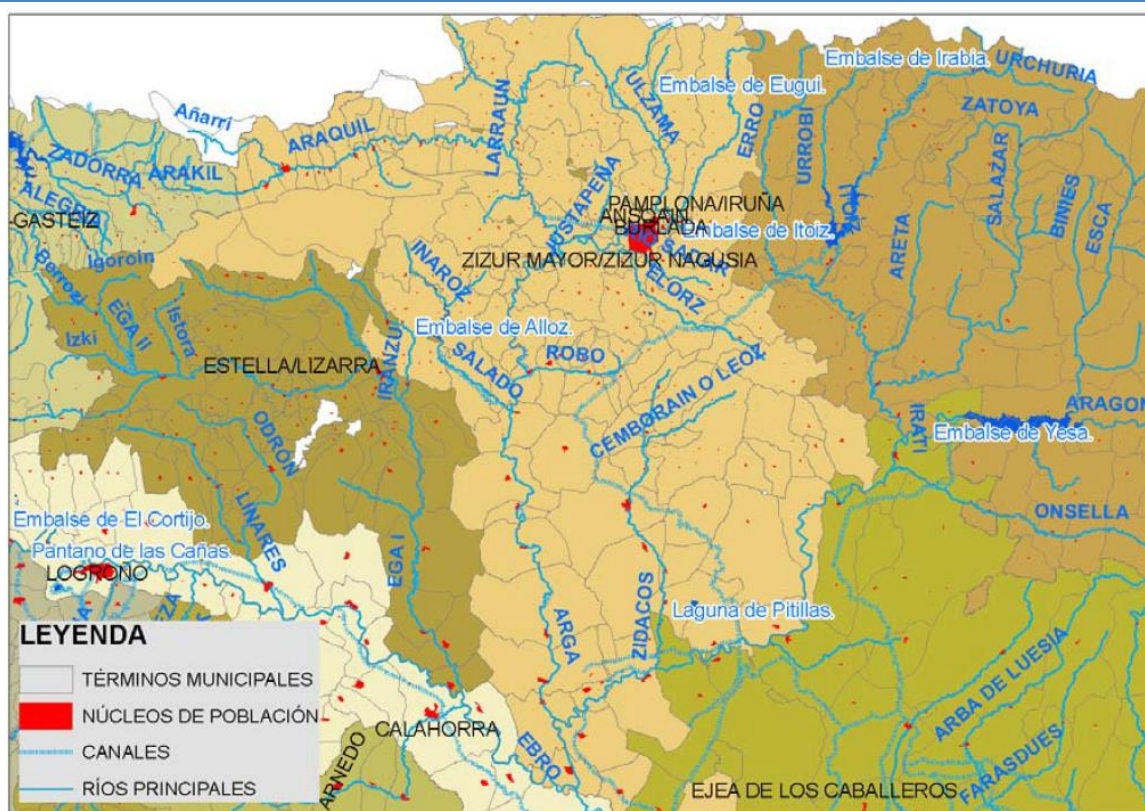 Embalse de Irabia.
URCHURIA
Embalse de Eugui.
ULZAMA
LARRAUN
ERRO
URROBI
ZATOYA
Añarri
ARAQUIL
ZADORRA
ARAKIL
ALEGRIA
-GASTEIZ
Igoroin
JUSTAPEÑA
PAMPLONA/IRUÑA
ANSOAIN
BURLADA
Embalse de Itoiz.
SALAZAR
BINIES
ESCA
ARETA
ZIZUR MAYOR/ZIZUR NAGUSIA
ELORZ
INAROZ
Berrozi
EGA II
Istora
Izki
ESTELLA/LIZARRA
IRANZU
Embalse de Alloz.
SALADO
ROBO
CEMBORAIN O LEOZ
IRATI
ARAGON
Embalse de Yesa.
ODRÓN
LINARES
Embalse de El Cortijo.
Pantano de las Cañas.
LOGROÑO
EGA I
ONSELLA
ARGA
ZIDACOS
Laguna de Pitillas.
ARBA DE LUESIA
FARASDUES
CALAHORRA
EBRO
ARNEDO
EJEA DE LOS CABALLEROS
LEYENDA
TÉRMINOS MUNICIPALES
NÚCLEOS DE POBLACIÓN
CANALES
RÍOS PRINCIPALES